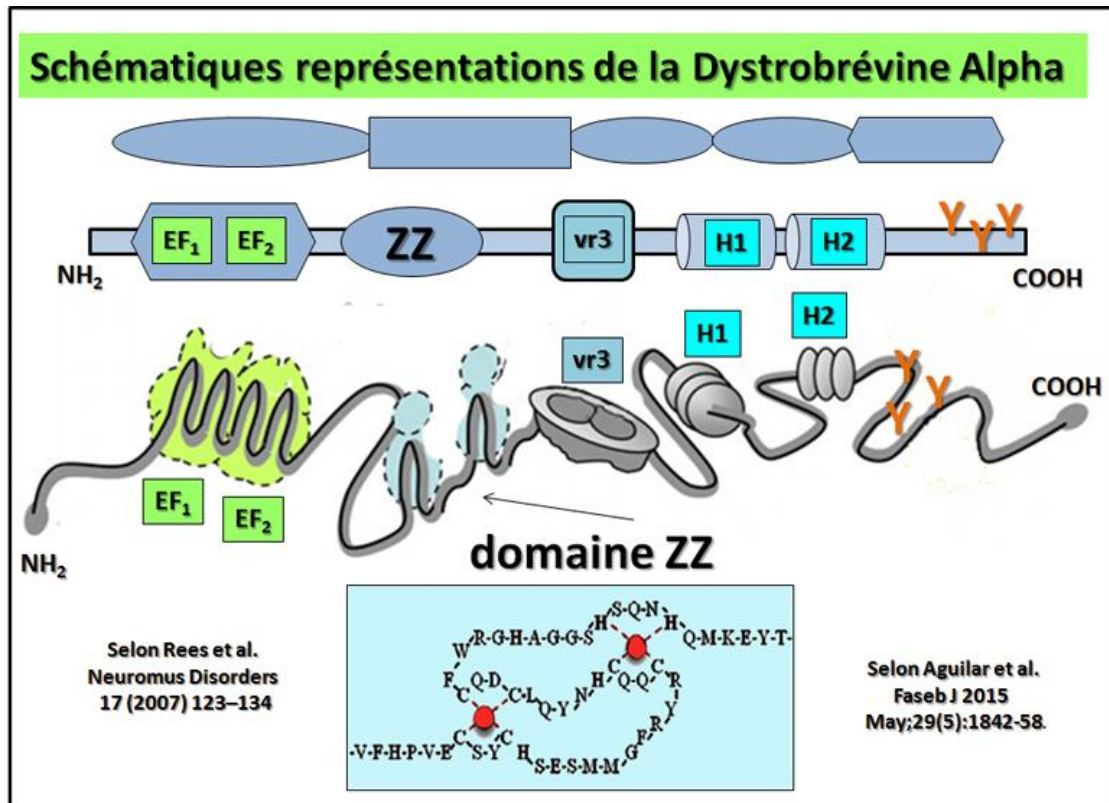 Schématiques représentations de la Dystrobrévine Alpha
EF1 EF2 ZZ vr3 H1 H2 Y Y Y
NH2 COOH
H2
H1
vr3
Y
Y
Y
COOH
EF1
EF2
NH2
domaine ZZ
S-Q-N
R-G-H-A-G-G-S H H Q-M-K-E-Y-T-
W
F C Q-D C-L-Q-Y-N H C Q-Q C R
Y
R
F
-V-F-H-P-V-E C S-Y C H S-E-S-M-M-G
Selon Rees et al.
Neuromus Disorders
17 (2007) 123–134
Selon Aguilar et al.
Faseb J 2015
May;29(5):1842-58.